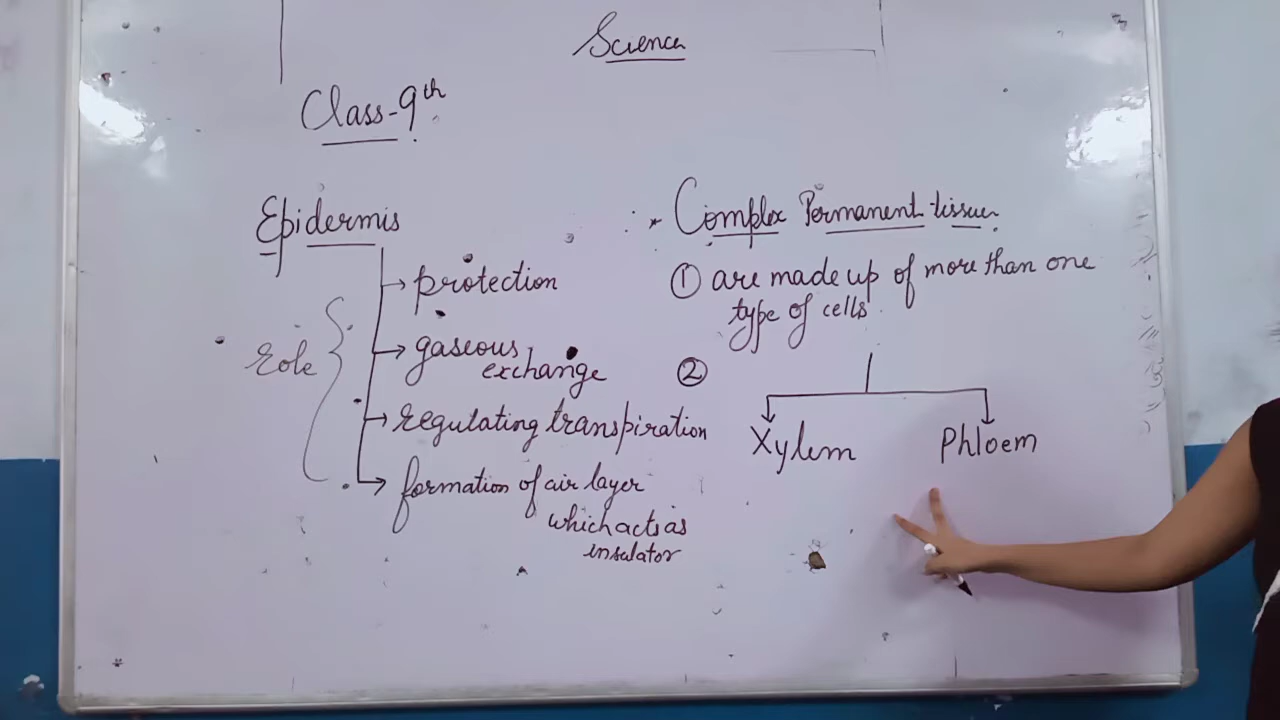 Science
Class-9th
Epidermis
role
protection
gaseous
exchange
regulating transpiration
formation of air layer
which acts as
insulator
Complex Permanent tissue
① are made up of more than one
type of cells
②
Xylem
Phloem